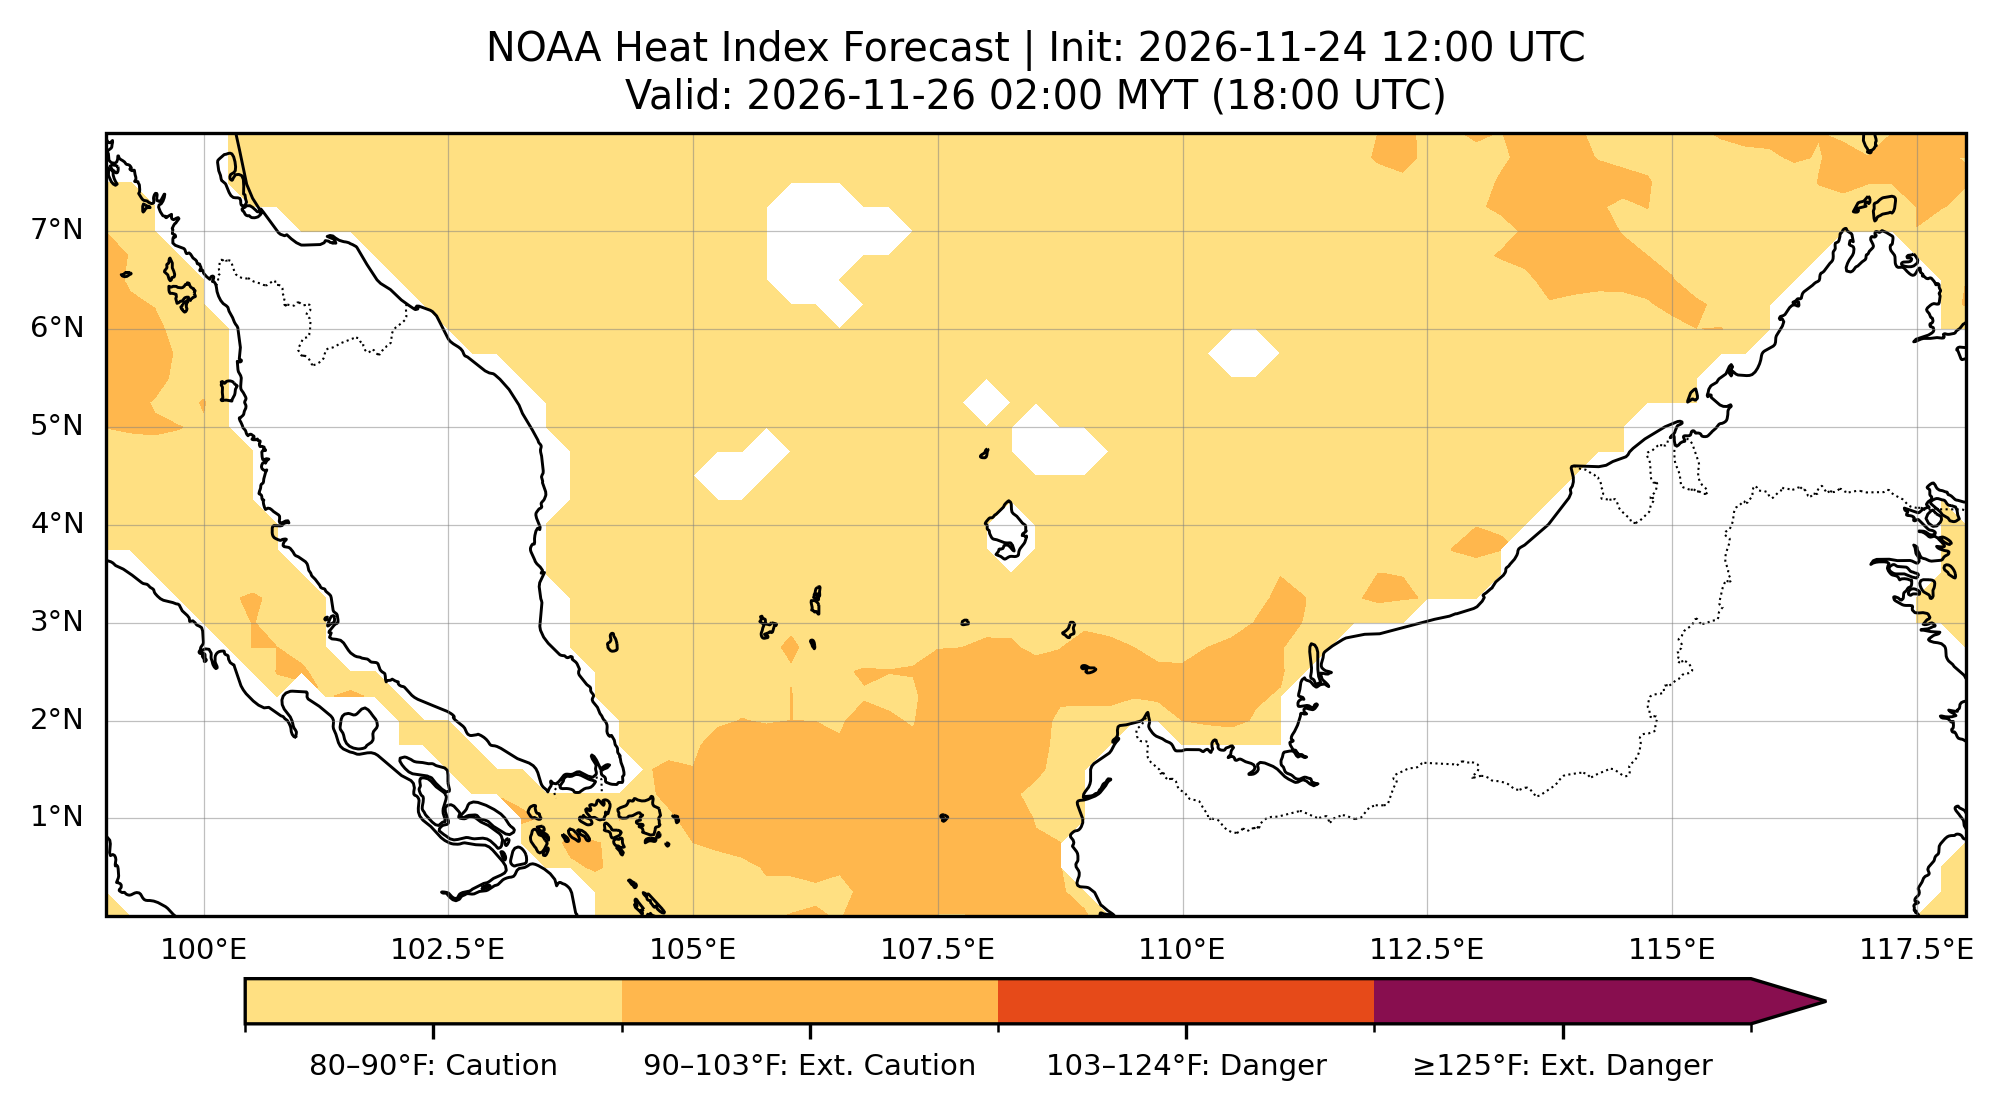 NOAA Heat Index Forecast | Init: 2026-11-24 12:00 UTC
Valid: 2026-11-26 02:00 MYT (18:00 UTC)
7°N
6°N
5°N
4°N
3°N
2°N
1°N
100°E 102.5°E 105°E 107.5°E 110°E 112.5°E 115°E 117.5°E
80–90°F: Caution 90–103°F: Ext. Caution 103–124°F: Danger ≥125°F: Ext. Danger